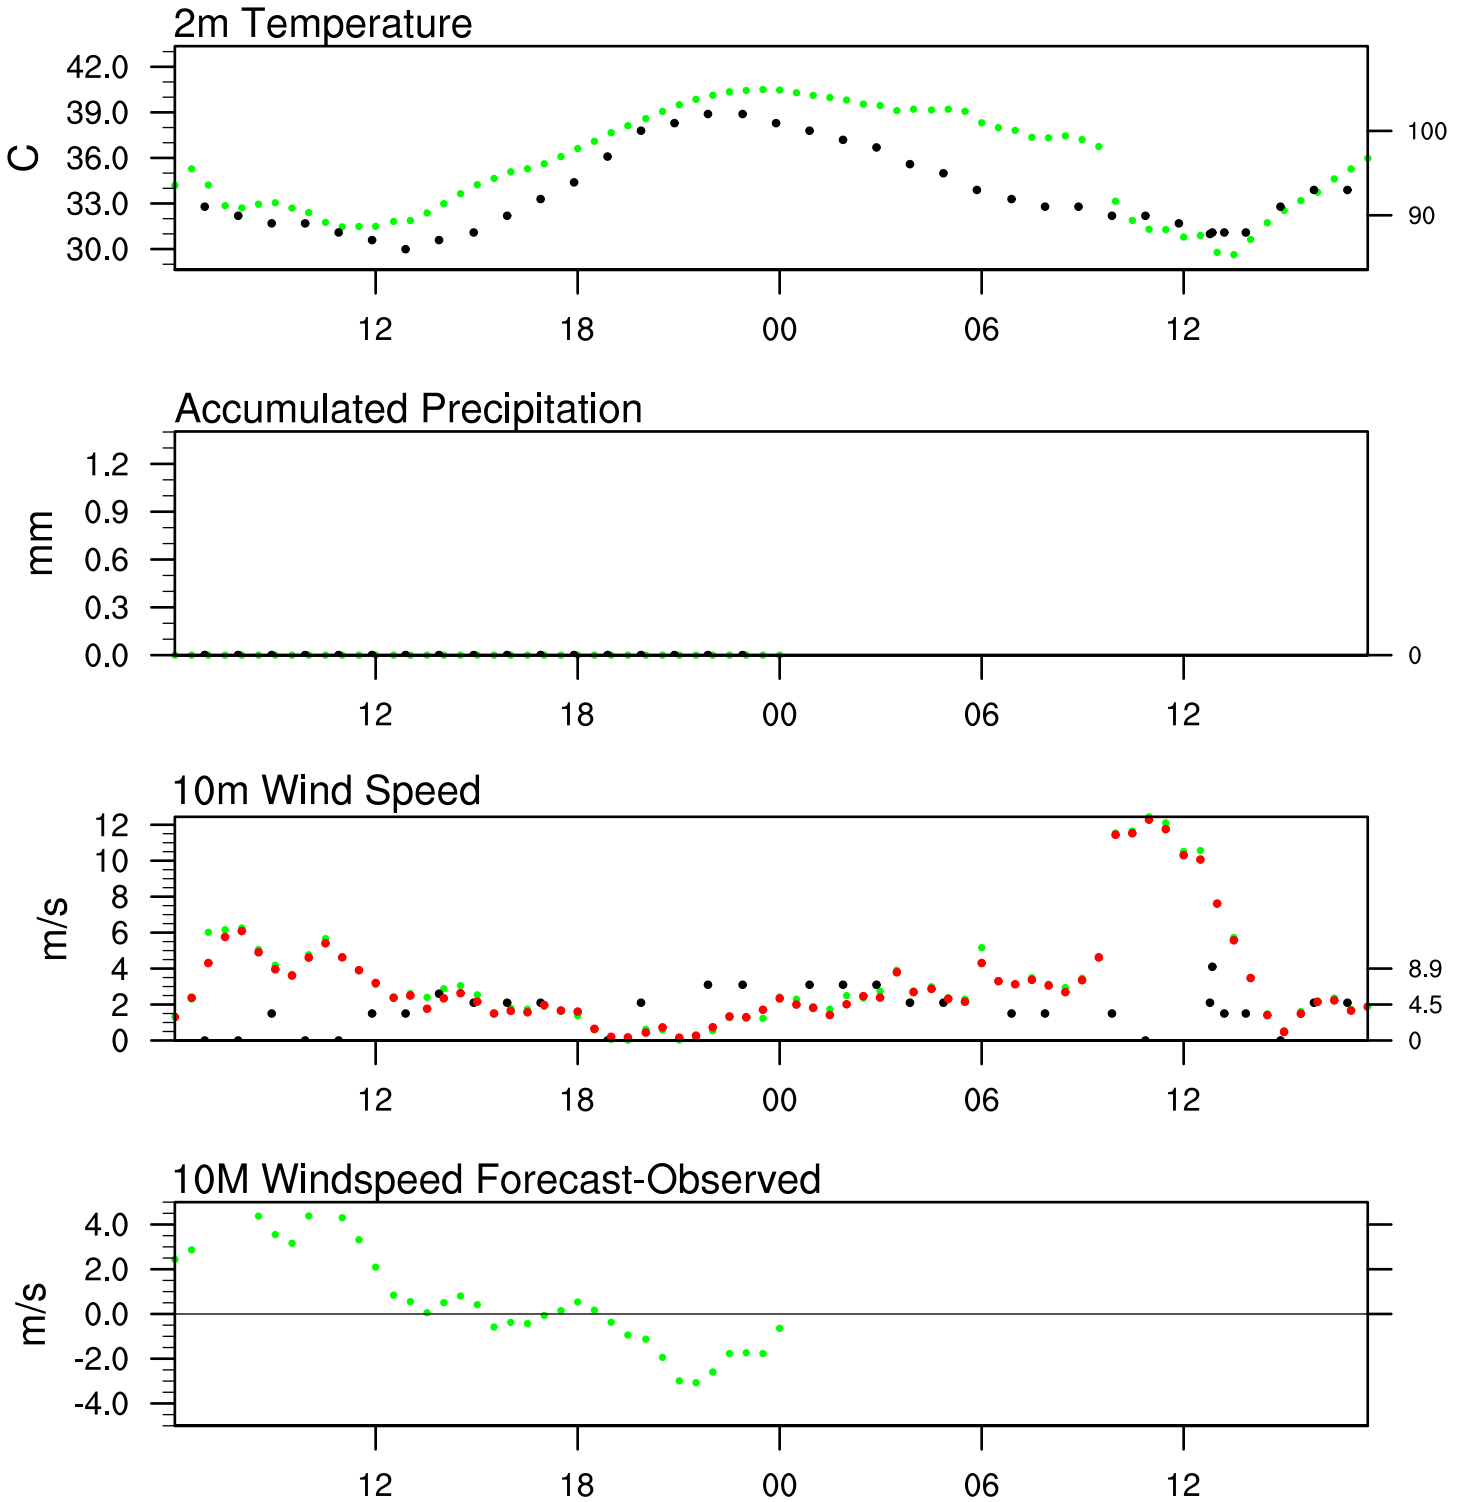 2m Temperature
42.0
39.0
36.0
33.0
30.0
C
100
90
12 18 00 06 12
Accumulated Precipitation
1.2
0.9
0.6
0.3
0.0
mm
0
12 18 00 06 12
10m Wind Speed
12
10
8
6
4
2
0
m/s
8.9
4.5
0
12 18 00 06 12
10M Windspeed Forecast-Observed
4.0
2.0
0.0
-2.0
-4.0
m/s
12 18 00 06 12